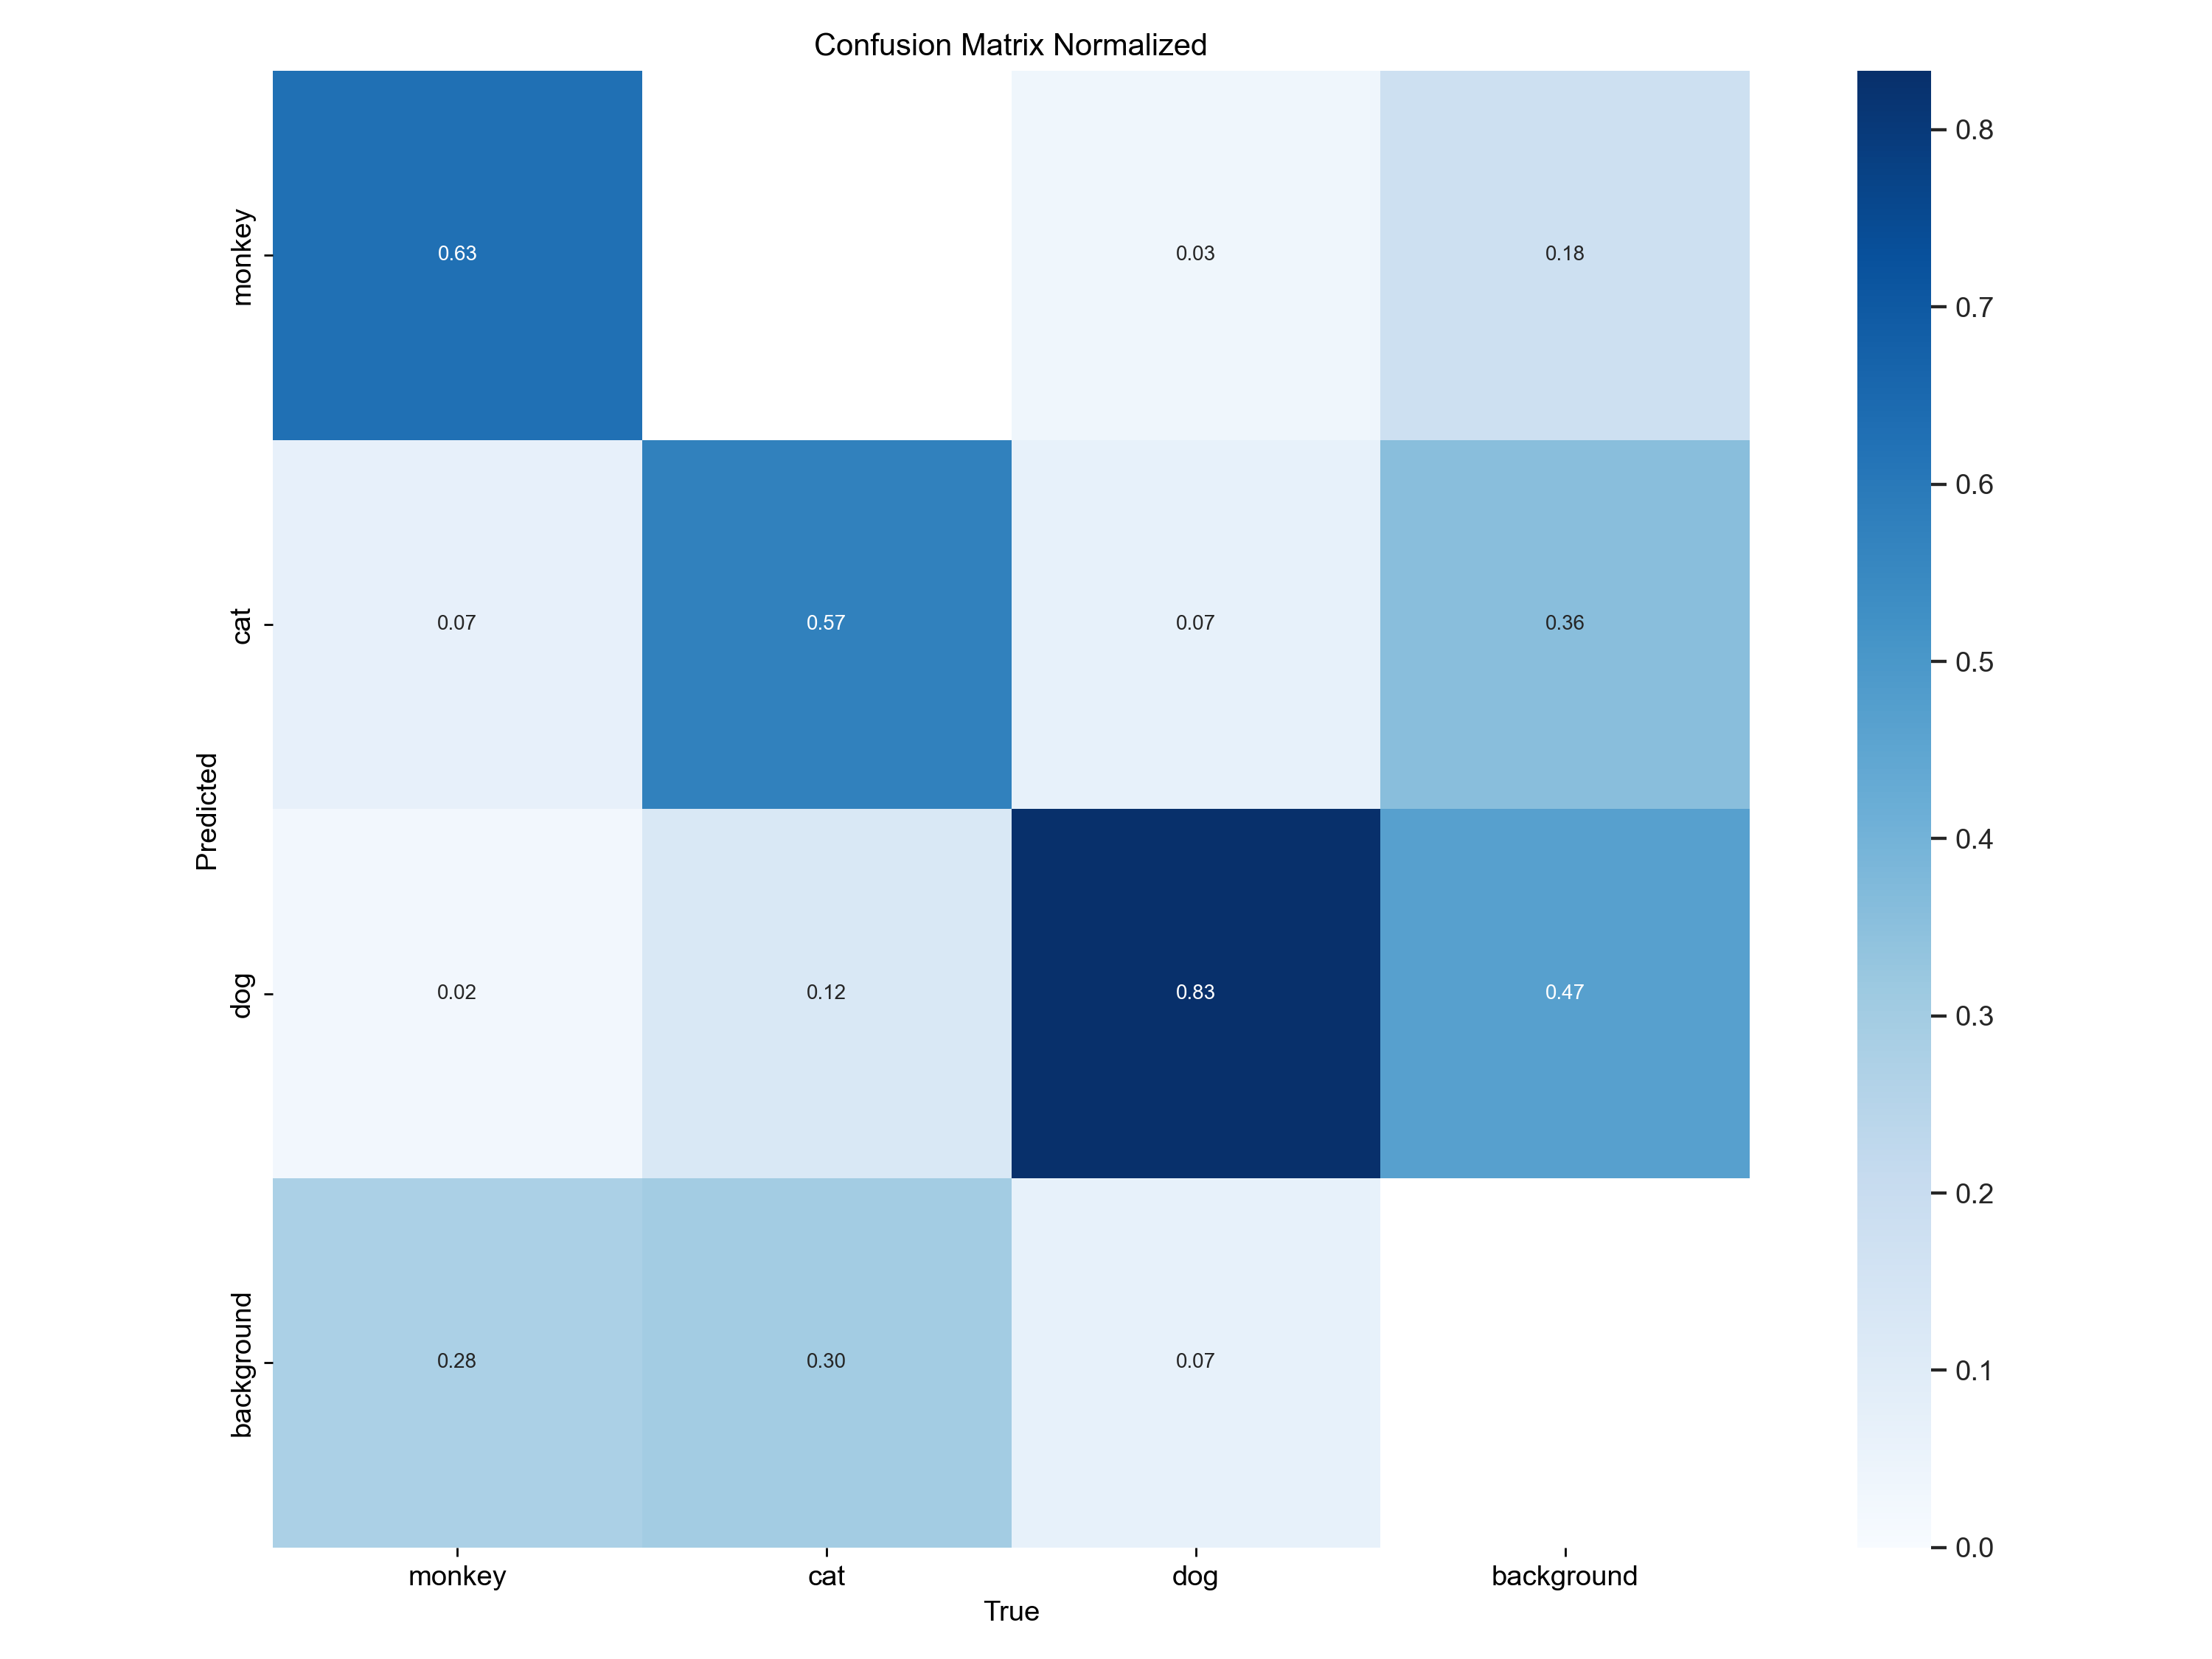 Confusion Matrix Normalized
monkey
0.63
0.03
0.18
cat
0.07
0.57
0.07
0.36
Predicted
dog
0.02
0.12
0.83
0.47
background
0.28
0.30
0.07
monkey
cat
dog
background
True
0.8
0.7
0.6
0.5
0.4
0.3
0.2
0.1
0.0